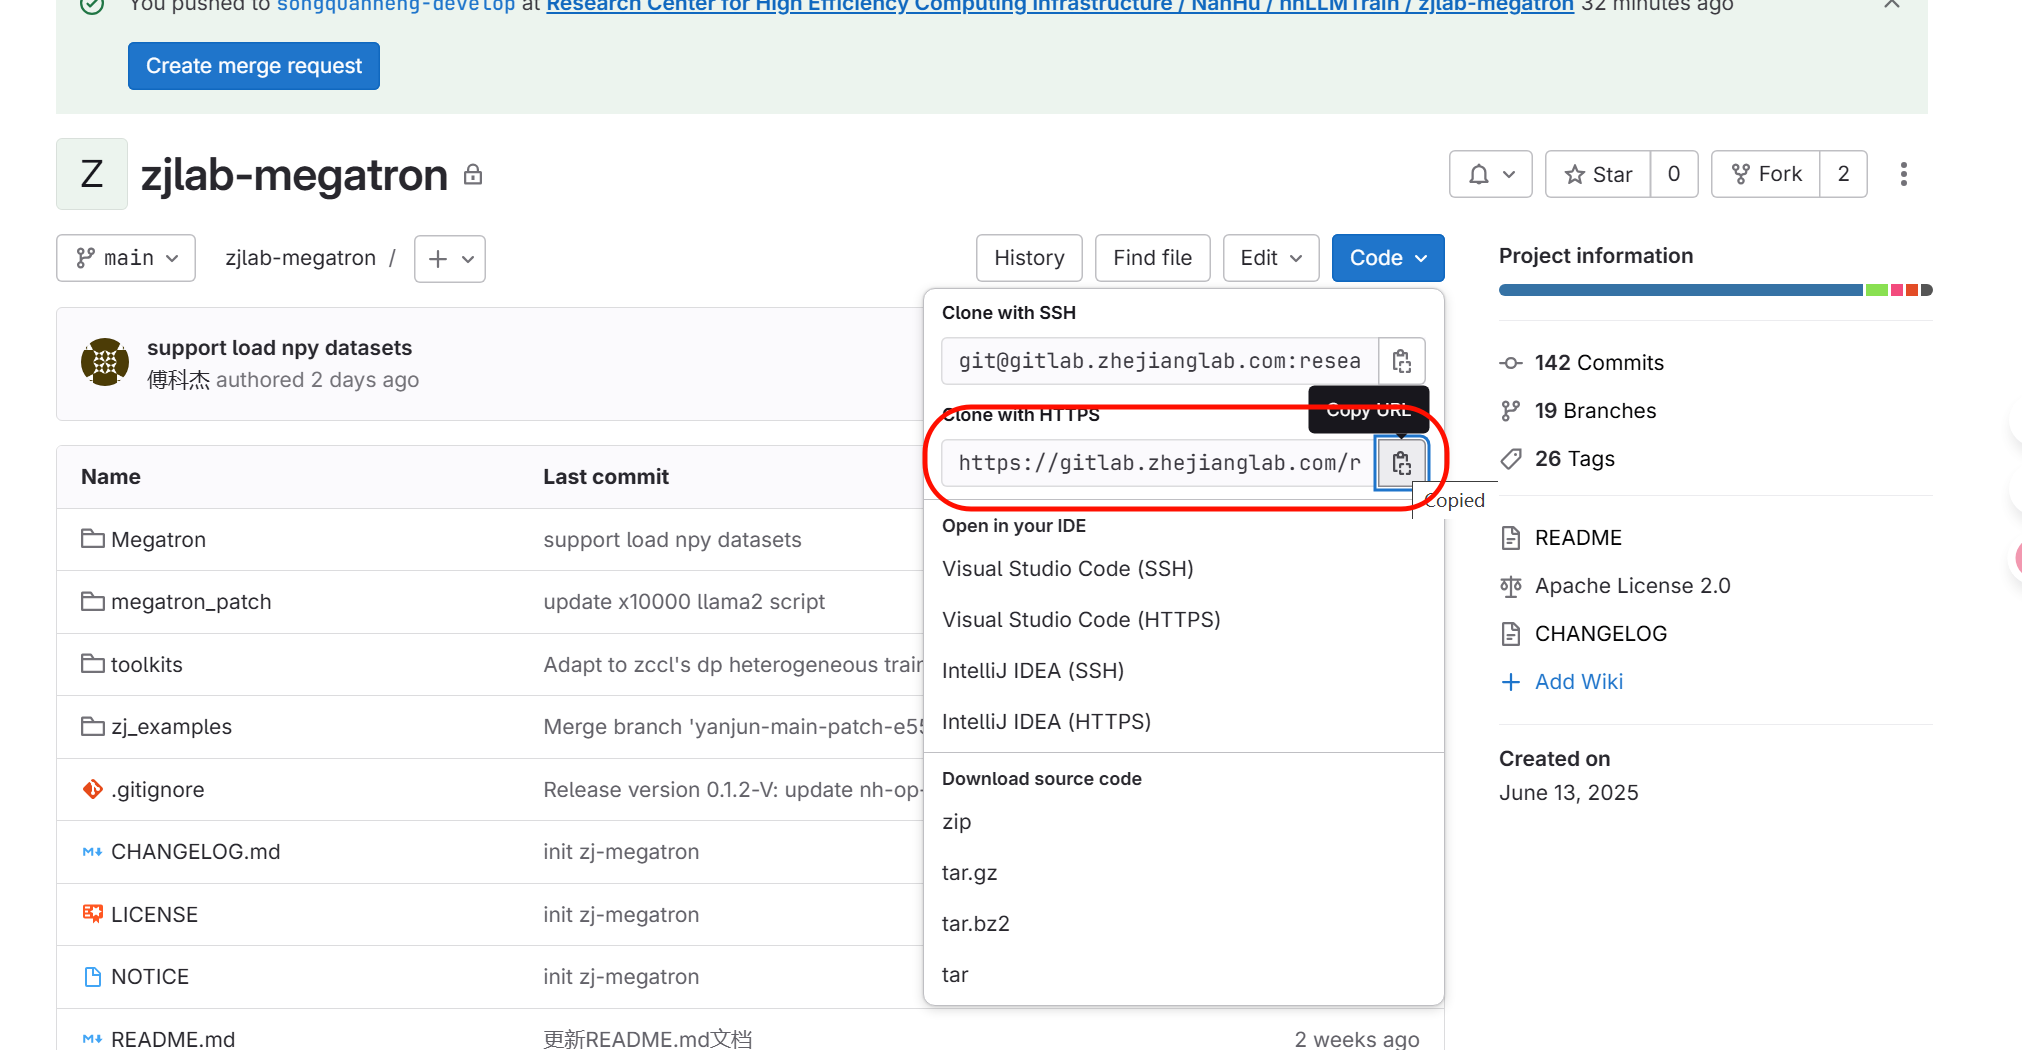 You pushed to songquanheng-develop at Research Center for High Efficiency Computing Infrastructure / NanHu / nhLLMTrain / zjlab-megatron 32 minutes ago
Create merge request
Z zjlab-megatron
Star 0 Fork 2
main zjlab-megatron / + History Find file Edit Code
support load npy datasets
傅科杰 authored 2 days ago
Name Last commit
Megatron support load npy datasets
megatron_patch update x10000 llama2 script
toolkits Adapt to zccl's dp heterogeneous train
zj_examples Merge branch 'yanjun-main-patch-e55
.gitignore Release version 0.1.2-V: update nh-op-
CHANGELOG.md init zj-megatron
LICENSE init zj-megatron
NOTICE init zj-megatron
README.md 更新README.md文档 2 weeks ago
Clone with SSH
git@gitlab.zhejianglab.com:resea
Clone with HTTPS
Copy URL
https://gitlab.zhejianglab.com/r
Copied
Open in your IDE
Visual Studio Code (SSH)
Visual Studio Code (HTTPS)
IntelliJ IDEA (SSH)
IntelliJ IDEA (HTTPS)
Download source code
zip
tar.gz
tar.bz2
tar
Project information
142 Commits
19 Branches
26 Tags
README
Apache License 2.0
CHANGELOG
Add Wiki
Created on
June 13, 2025